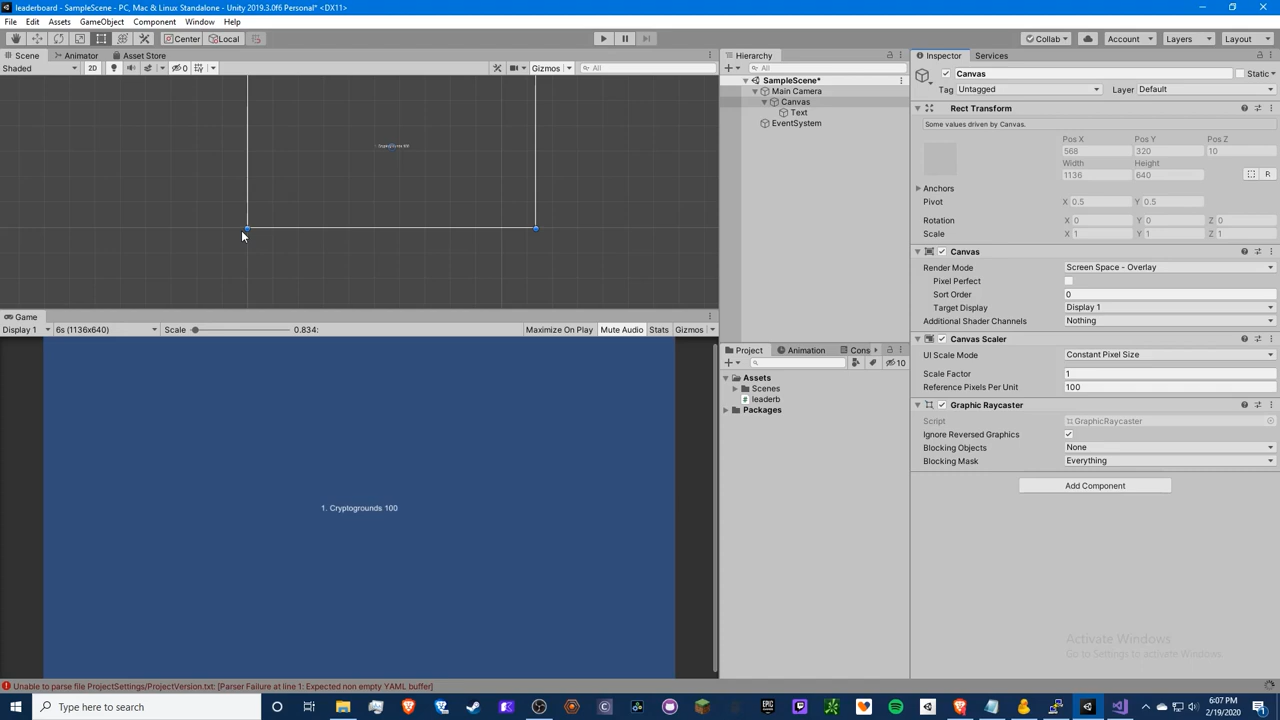 leaderboard - SampleScene - PC, Mac & Linux Standalone - Unity 2019.3.0f6 Personal* <DX11>
File Edit Assets GameObject Component Window Help
Center Local Collab Account Layers Layout
Scene Animator Asset Store
Shaded 2D 0 Gizmos All
1. Cryptogrounds 100
Game
Display 1 6s (1136x640) Scale 0.834: Maximize On Play Mute Audio Stats Gizmos
1. Cryptogrounds 100
Hierarchy
All
SampleScene*
Main Camera
Canvas
Text
EventSystem
Project Animation Cons
10
Assets
Scenes
leaderb
Packages
Inspector Services
Canvas Static
Tag Untagged Layer Default
Rect Transform
Some values driven by Canvas.
Pos X Pos Y Pos Z
568 320 10
Width Height
1136 640 R
Anchors
Pivot X 0.5 Y 0.5
Rotation X 0 Y 0 Z 0
Scale X 1 Y 1 Z 1
Canvas
Render Mode Screen Space - Overlay
Pixel Perfect
Sort Order 0
Target Display Display 1
Additional Shader Channels Nothing
Canvas Scaler
UI Scale Mode Constant Pixel Size
Scale Factor 1
Reference Pixels Per Unit 100
Graphic Raycaster
Script GraphicRaycaster
Ignore Reversed Graphics
Blocking Objects None
Blocking Mask Everything
Add Component
Activate Windows
Go to Settings to activate Windows.
Unable to parse file ProjectSettings/ProjectVersion.txt: [Parser Failure at line 1: Expected non empty YAML buffer]
Type here to search
6:07 PM
2/19/2020